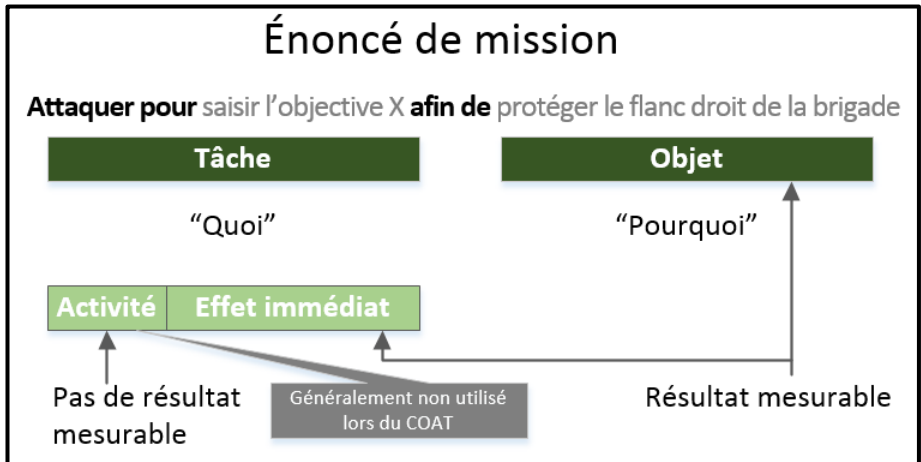 Énoncé de mission
Attaquer pour saisir l’objective X afin de protéger le flanc droit de la brigade
Tâche
Objet
“Quoi”
“Pourquoi”
Activité
Effet immédiat
Pas de résultat
mesurable
Généralement non utilisé
lors du COAT
Résultat mesurable